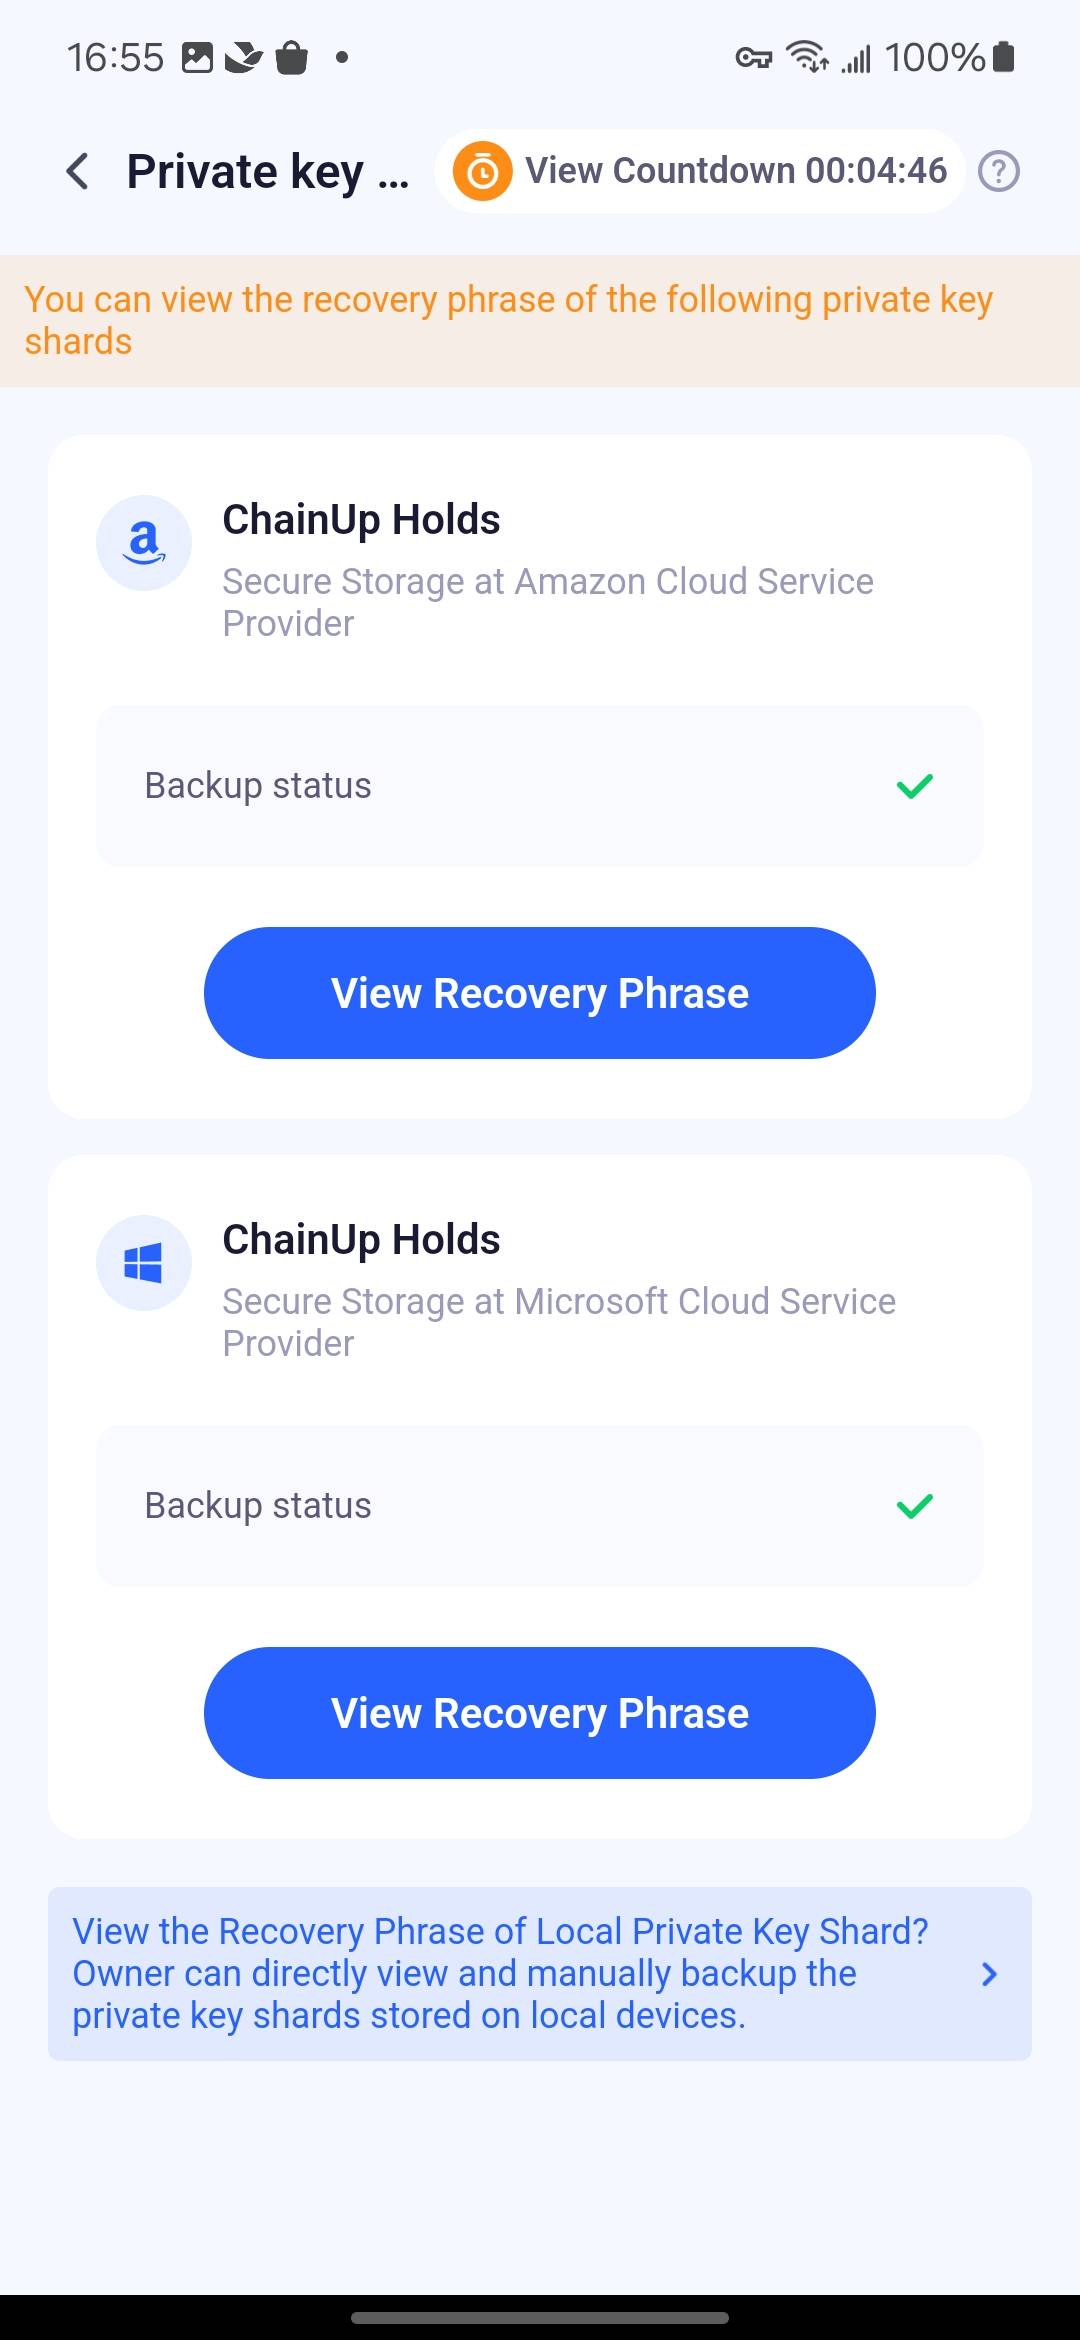 16:55
100%
Private key ...
View Countdown 00:04:46
You can view the recovery phrase of the following private key
shards
ChainUp Holds
Secure Storage at Amazon Cloud Service
Provider
Backup status
View Recovery Phrase
ChainUp Holds
Secure Storage at Microsoft Cloud Service
Provider
Backup status
View Recovery Phrase
View the Recovery Phrase of Local Private Key Shard?
Owner can directly view and manually backup the
private key shards stored on local devices.